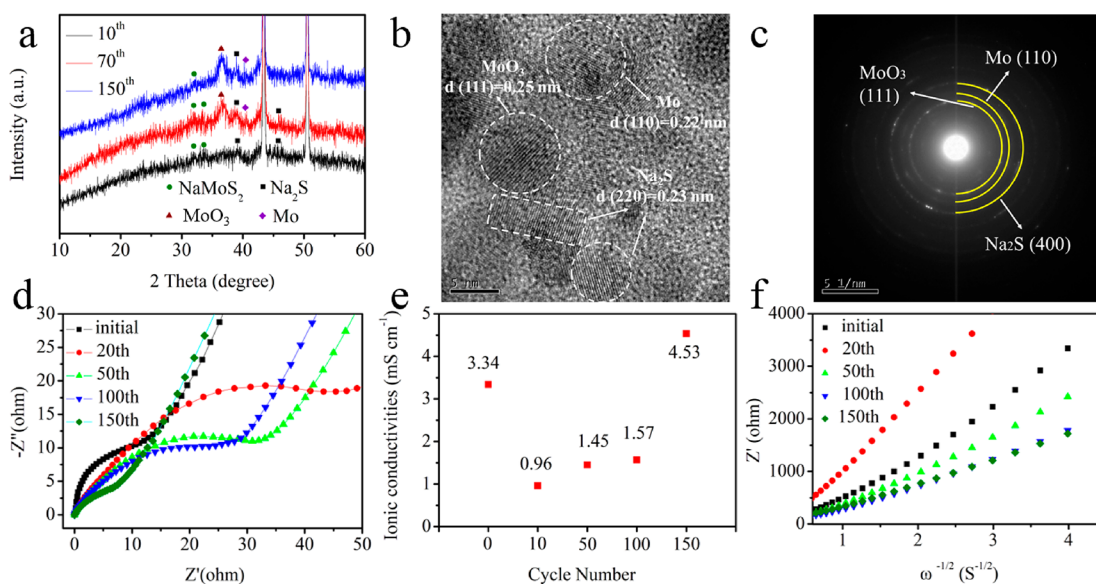 a
10th
70th
150th
NaMoS2
Na2S
MoO3
Mo
Intensity (a.u.)
10 20 30 40 50 60
2 Theta (degree)
b
MoO3
d (111)=0.25 nm
Mo
d (110)=0.22 nm
Na2S
d (220)=0.23 nm
5 nm
c
MoO3
(111)
Mo (110)
Na2S (400)
5 1/nm
d
initial
20th
50th
100th
150th
-Z''(ohm)
30
25
20
15
10
5
0
0 10 20 30 40 50
Z'(ohm)
e
Ionic conductivities (mS cm-1)
5
4
3
2
1
0
3.34
0.96
1.45
1.57
4.53
0 10 50 100 150
Cycle Number
f
initial
20th
50th
100th
150th
Z' (ohm)
4000
3000
2000
1000
0
1 2 3 4
ω -1/2 (S-1/2)